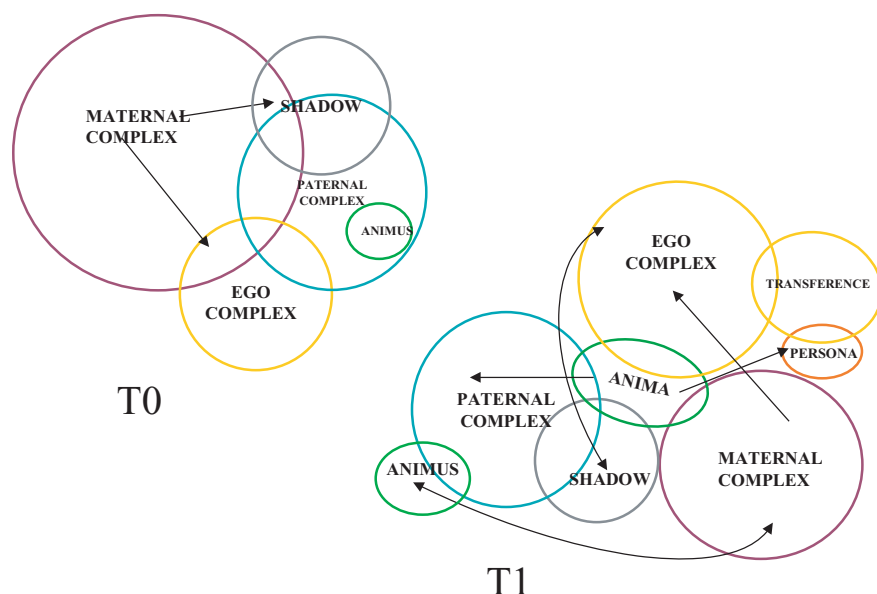 MATERNAL
COMPLEX
SHADOW
PATERNAL
COMPLEX
ANIMUS
EGO
COMPLEX
T0
EGO
COMPLEX
TRANSFERENCE
PERSONA
ANIMA
PATERNAL
COMPLEX
ANIMUS
SHADOW
MATERNAL
COMPLEX
T1